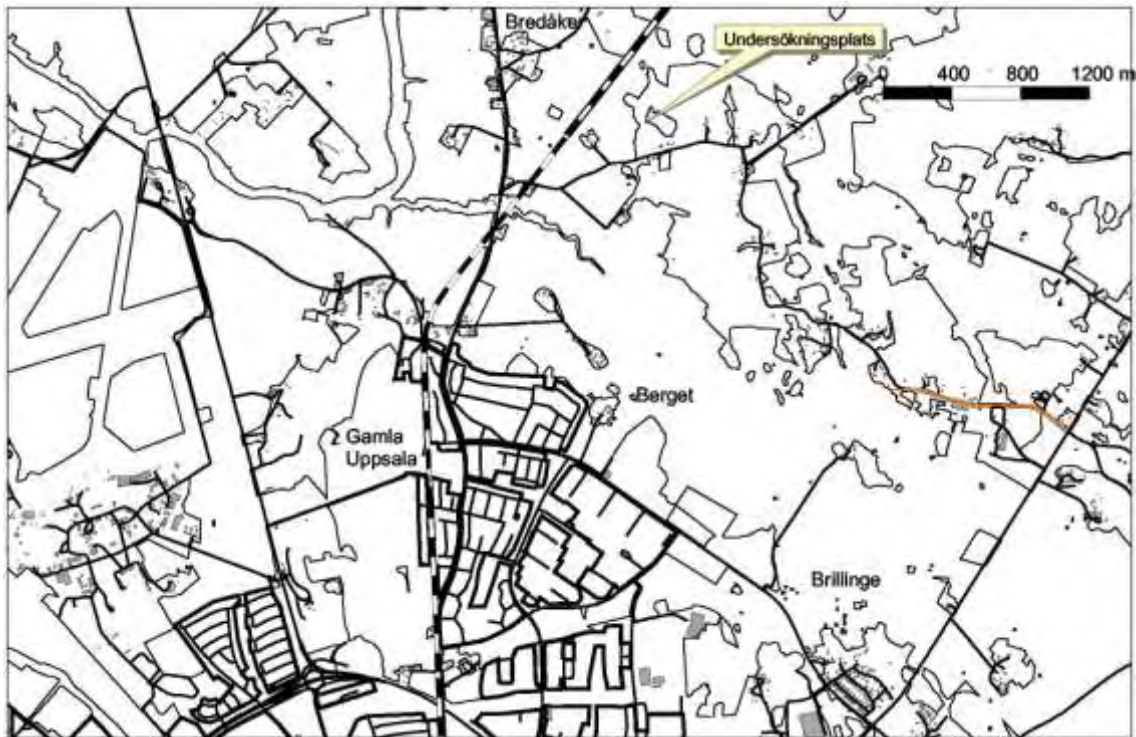 Bredåker
Undersökningsplats
0 400 800 1200 m
Berget
Gamla
Uppsala
Brillinge